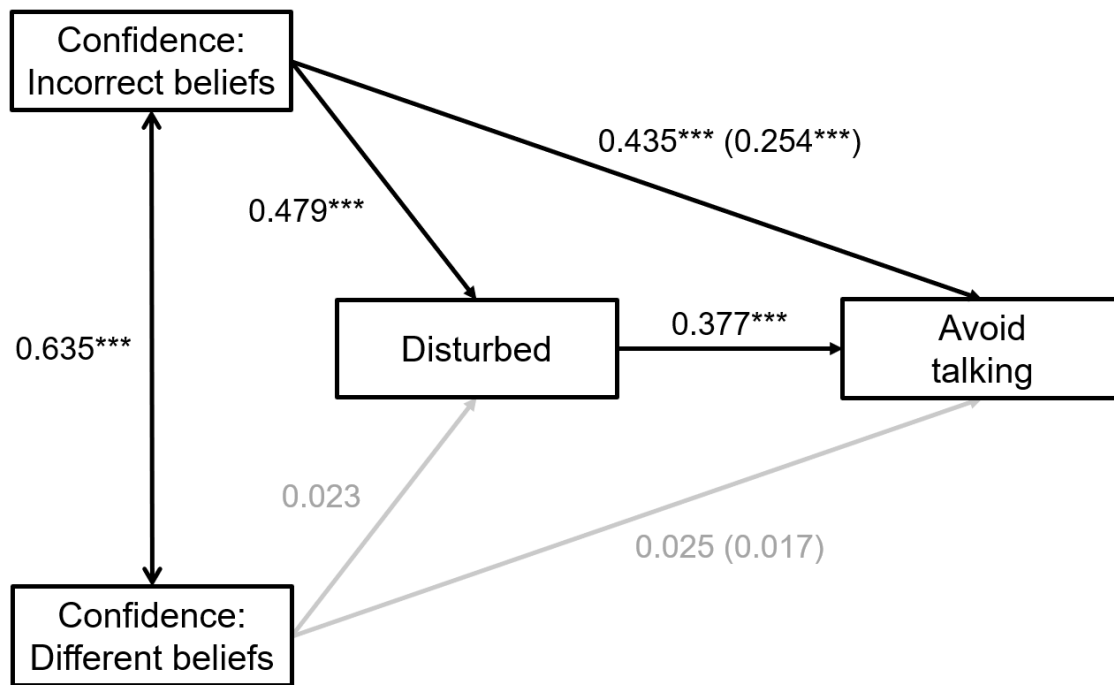 Confidence:
Incorrect beliefs
0.435*** (0.254***)
0.479***
0.635***
Disturbed
0.377***
Avoid
talking
0.023
0.025 (0.017)
Confidence:
Different beliefs